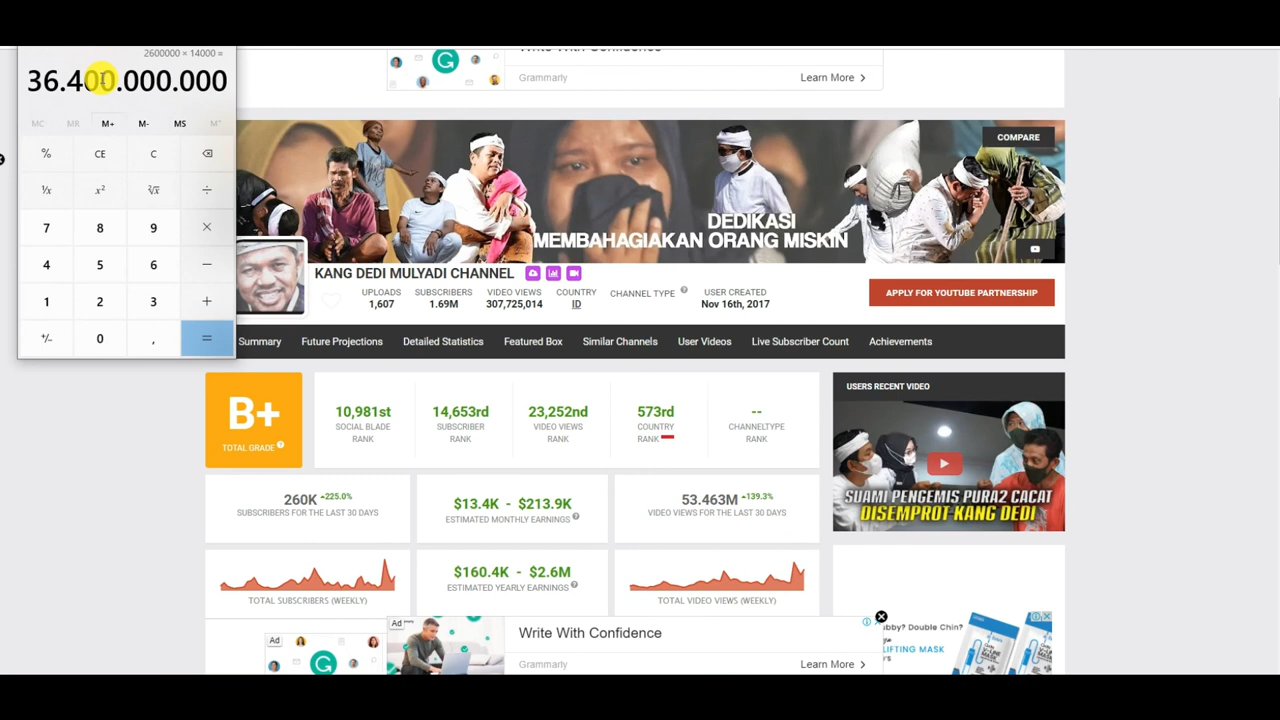 2600000 × 14000 =
36.400.000.000
MC MR M+ M- MS
% CE C
¹/x x² ²√x ÷
7 8 9 ×
4 5 6 −
1 2 3 +
+/- 0 , =
Grammarly
Learn More
COMPARE
DEDIKASI
MEMBAHAGIAKAN ORANG MISKIN
KANG DEDI MULYADI CHANNEL
UPLOADS
1,607
SUBSCRIBERS
1.69M
VIDEO VIEWS
307,725,014
COUNTRY
ID
CHANNEL TYPE
USER CREATED
Nov 16th, 2017
APPLY FOR YOUTUBE PARTNERSHIP
Summary Future Projections Detailed Statistics Featured Box Similar Channels User Videos Live Subscriber Count Achievements
B+
TOTAL GRADE
10,981st
SOCIAL BLADE
RANK
14,653rd
SUBSCRIBER
RANK
23,252nd
VIDEO VIEWS
RANK
573rd
COUNTRY
RANK
--
CHANNELTYPE
RANK
USERS RECENT VIDEO
SUAMI PENGEMIS PURA2 CACAT
DISEMPROT KANG DEDI
260K 225.0%
SUBSCRIBERS FOR THE LAST 30 DAYS
$13.4K - $213.9K
ESTIMATED MONTHLY EARNINGS
53.463M 139.3%
VIDEO VIEWS FOR THE LAST 30 DAYS
TOTAL SUBSCRIBERS (WEEKLY)
$160.4K - $2.6M
ESTIMATED YEARLY EARNINGS
TOTAL VIDEO VIEWS (WEEKLY)
Ad
Ad
Write With Confidence
Grammarly
Learn More
Double Chin?
LIFTING MASK